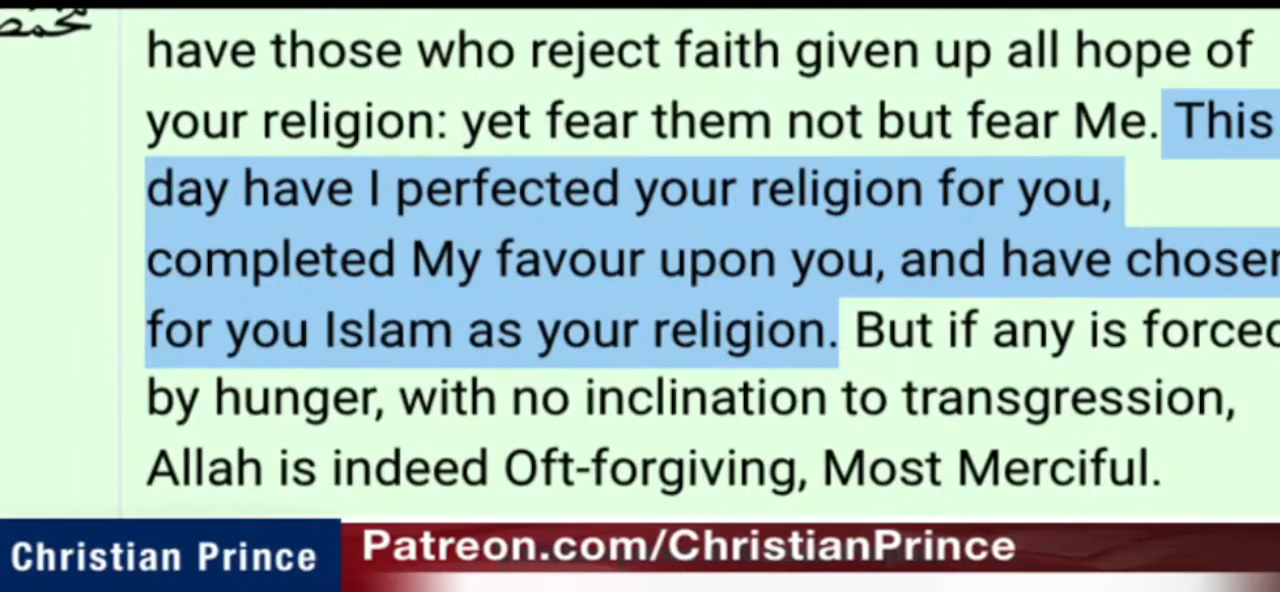 have those who reject faith given up all hope of
your religion: yet fear them not but fear Me. This
day have I perfected your religion for you,
completed My favour upon you, and have chosen
for you Islam as your religion. But if any is forced
by hunger, with no inclination to transgression,
Allah is indeed Oft-forgiving, Most Merciful.
Christian Prince
Patreon.com/ChristianPrince